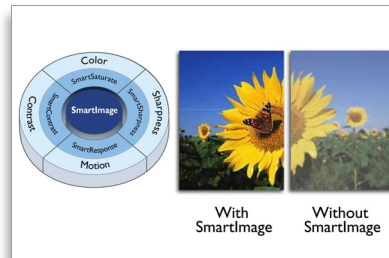 Color
SmartSaturate
Contrast
SmartContrast
SmartImage
SmartSharpness
Sharpness
SmartResponse
Motion
With
SmartImage
Without
SmartImage